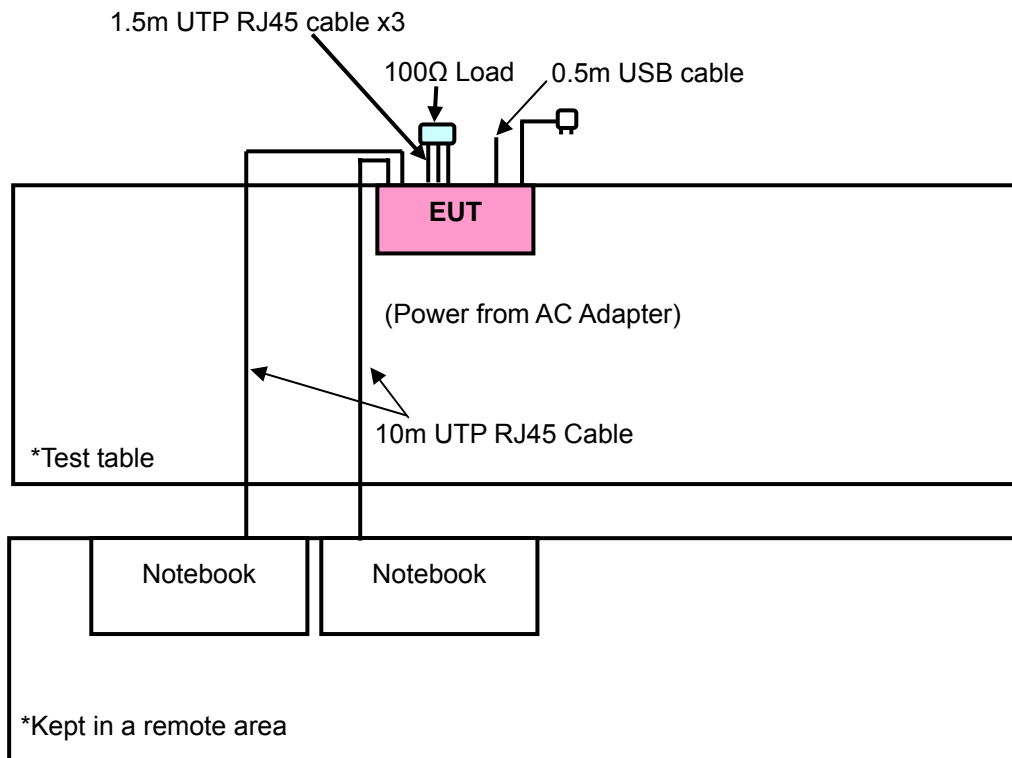 1.5m UTP RJ45 cable x3
100Ω Load
0.5m USB cable
EUT
(Power from AC Adapter)
10m UTP RJ45 Cable
*Test table
Notebook
Notebook
*Kept in a remote area